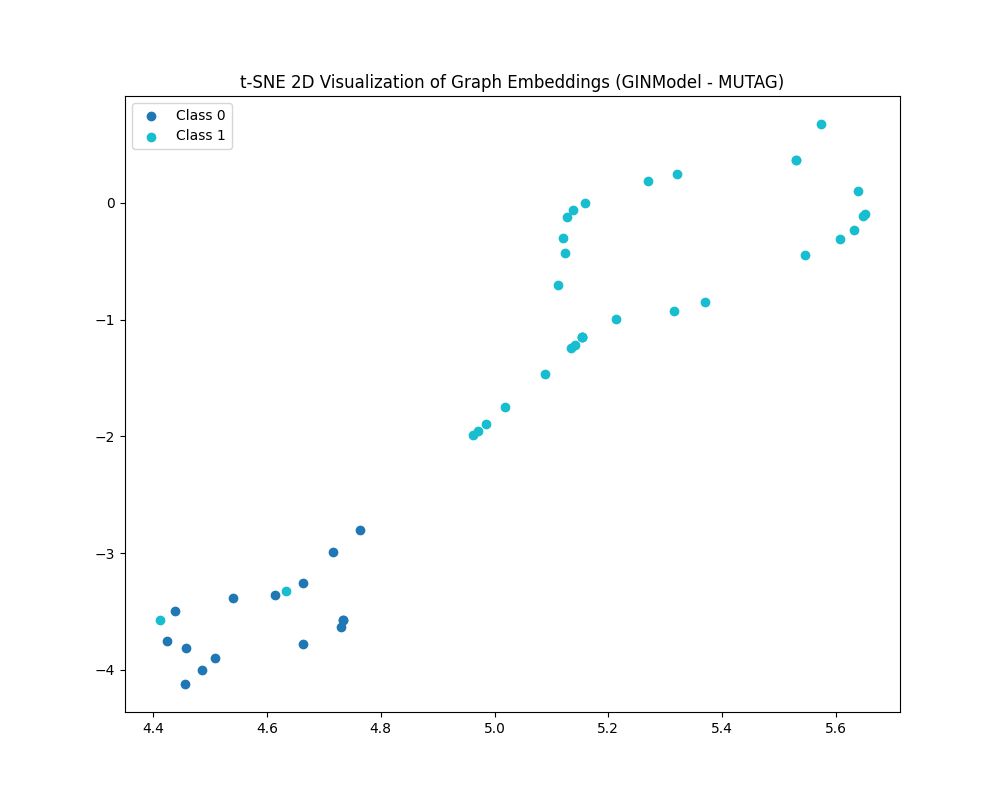 t-SNE 2D Visualization of Graph Embeddings (GINModel - MUTAG)
Class 0
Class 1
0
−1
−2
−3
−4
4.4 4.6 4.8 5.0 5.2 5.4 5.6